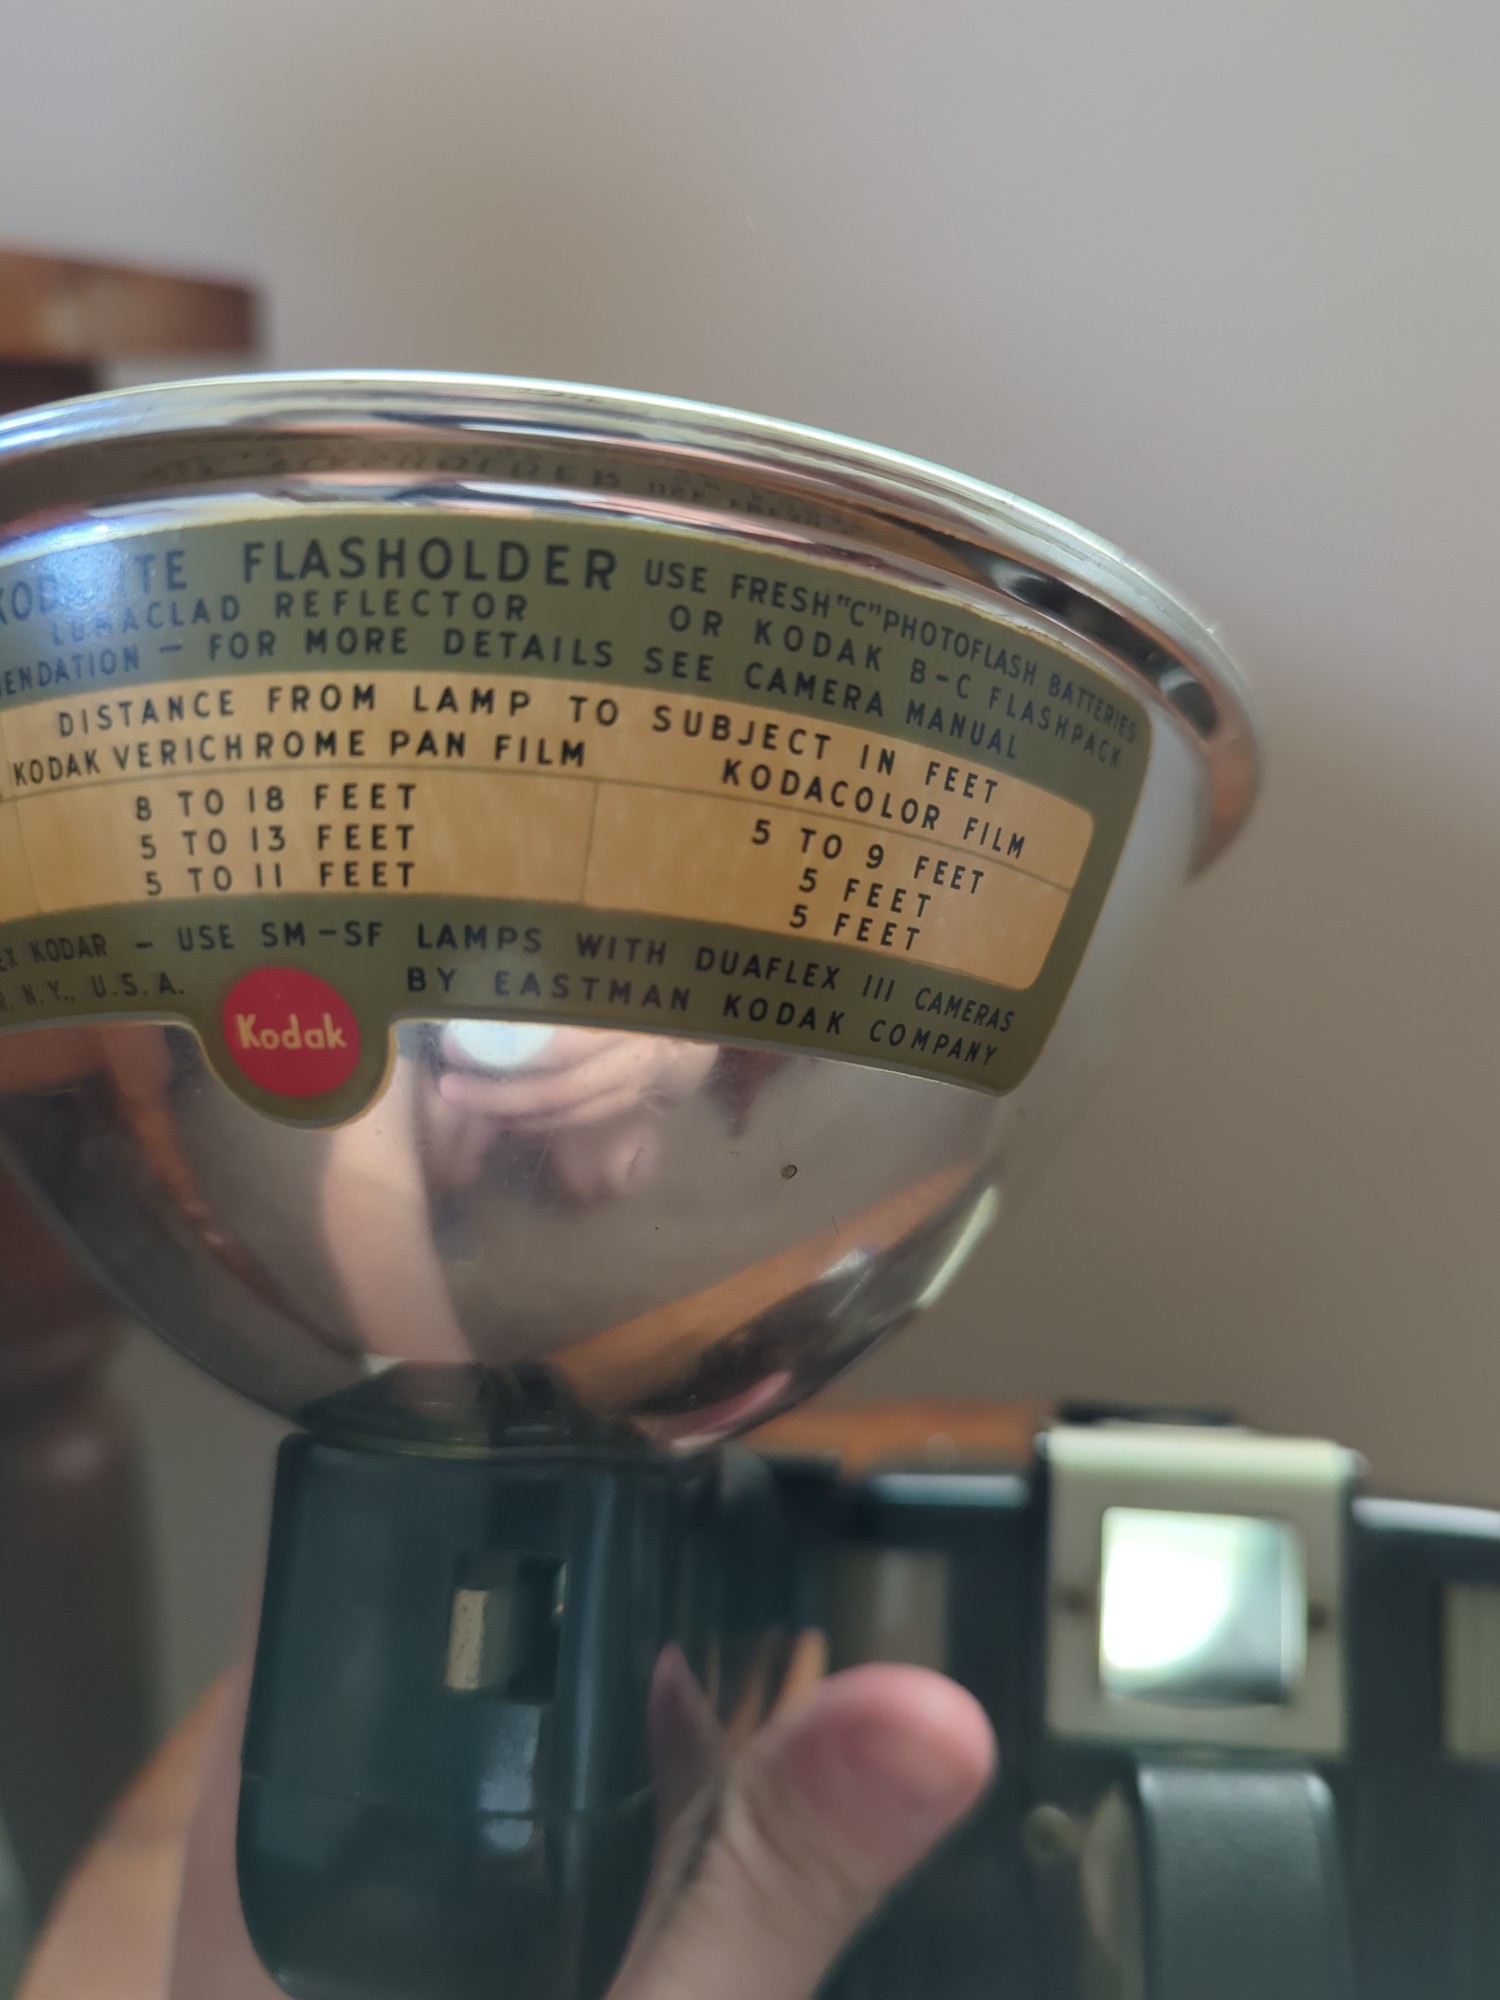 FLASHOLDER USE FRESH "C" PHOTOFLASH BATTERIES
REFLECTOR OR KODAK B-C FLASHPACK
— FOR MORE DETAILS SEE CAMERA MANUAL
DISTANCE FROM LAMP TO SUBJECT IN FEET
KODAK VERICHROME PAN FILM KODACOLOR FILM
8 TO 18 FEET 5 TO 9 FEET
5 TO 13 FEET 5 FEET
5 TO 11 FEET 5 FEET
KODAR — USE SM-SF LAMPS WITH DUAFLEX III CAMERAS
N.Y., U.S.A. BY EASTMAN KODAK COMPANY
Kodak